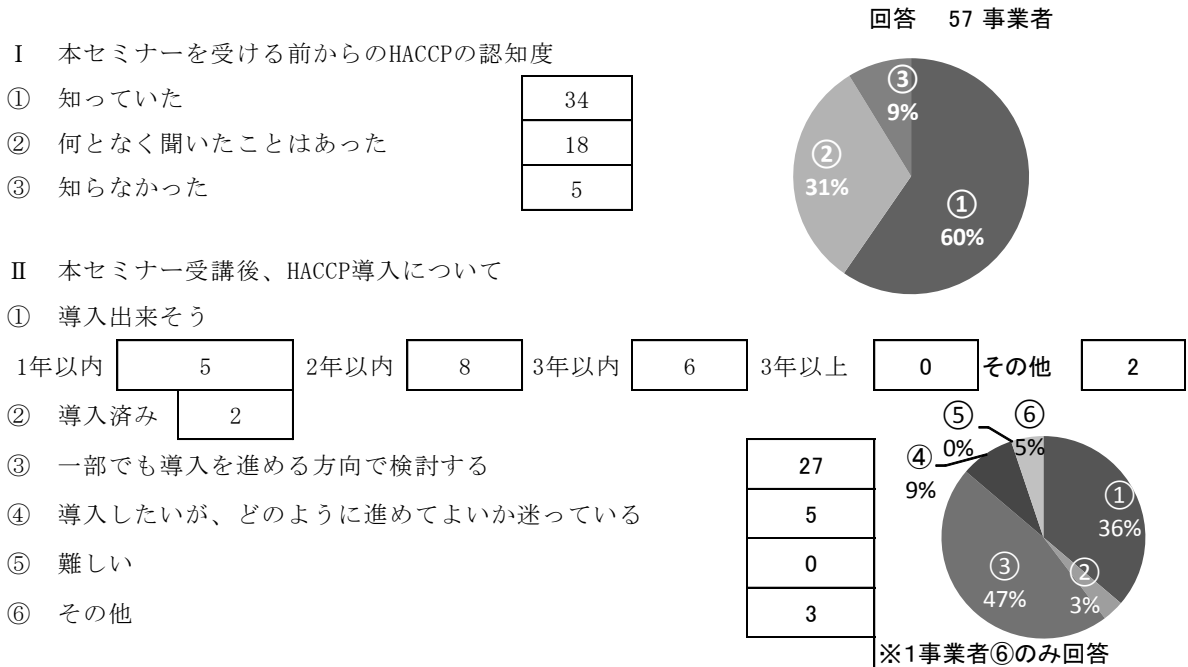 回答 57 事業者
Ⅰ 本セミナーを受ける前からのHACCPの認知度
① 知っていた 34
② 何となく聞いたことはあった 18
③ 知らなかった 5
③
9%
②
31%
①
60%
Ⅱ 本セミナー受講後、HACCP導入について
① 導入出来そう
1年以内 5 2年以内 8 3年以内 6 3年以上 0 その他 2
② 導入済み 2
③ 一部でも導入を進める方向で検討する 27
④ 導入したいが、どのように進めてよいか迷っている 5
⑤ 難しい 0
⑥ その他 3
⑤
0%
⑥
5%
④
9%
①
36%
③
47%
②
3%
※1事業者⑥のみ回答